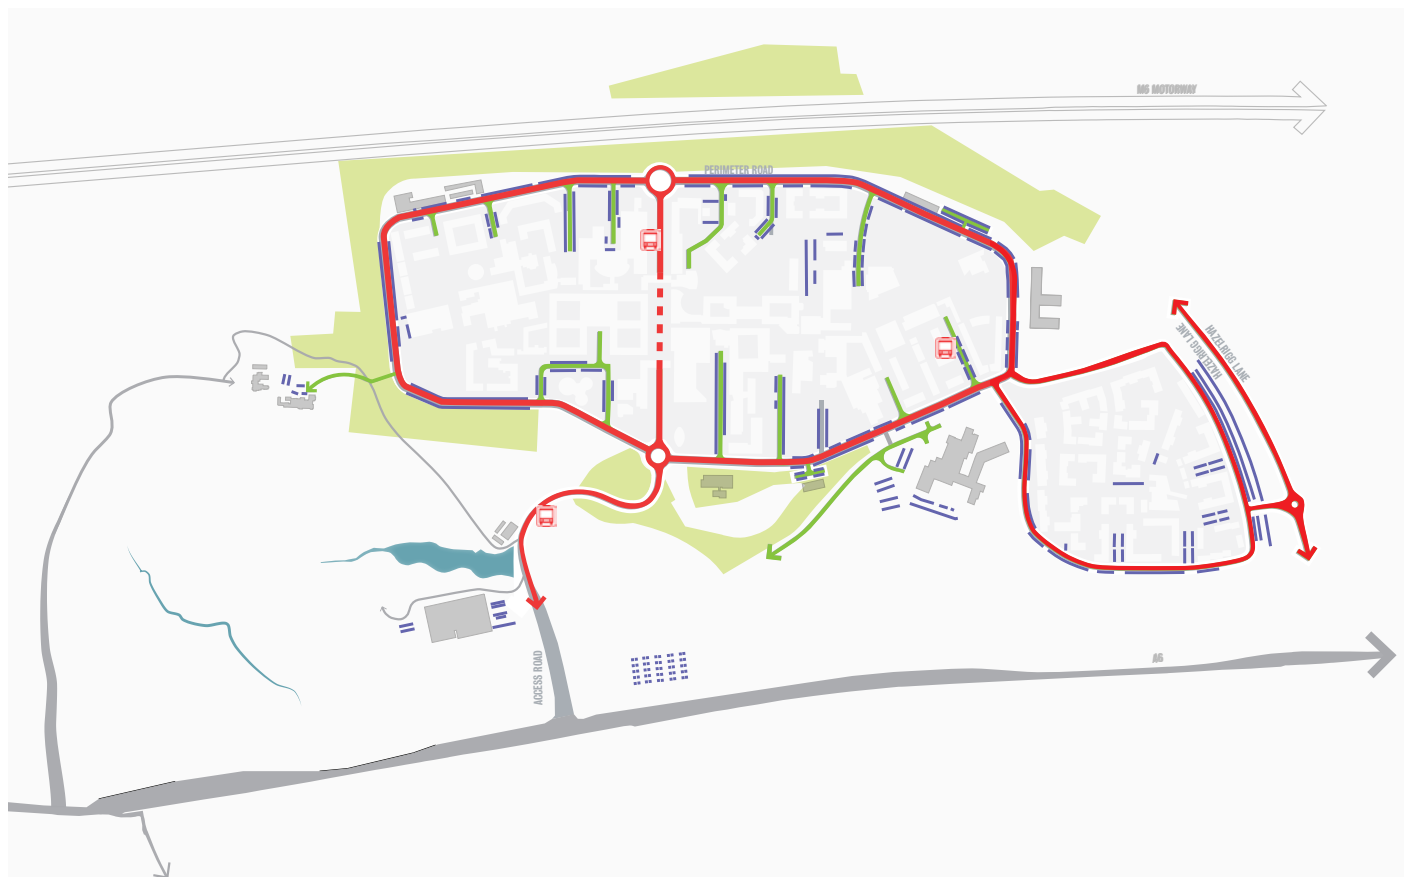 M6 MOTORWAY
PERIMETER ROAD
HAZELRIGG LANE
HAZELRIGG LANE
ACCESS ROAD
A6